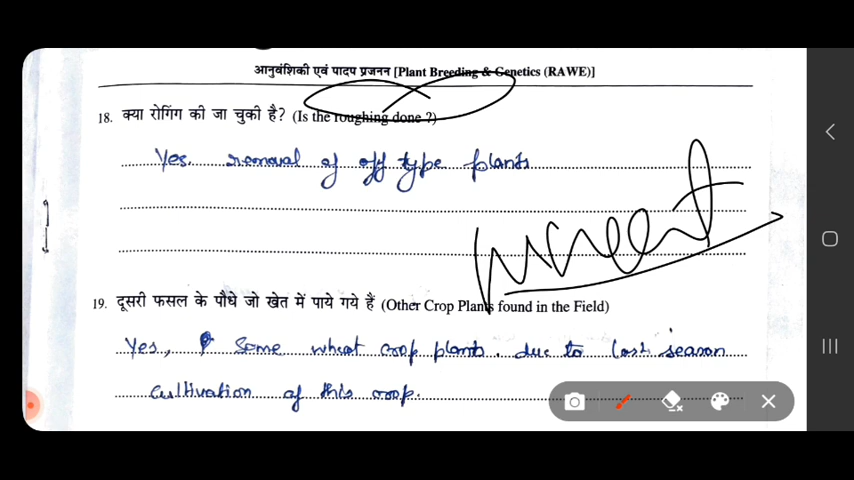 आनुवंशिकी एवं पादप प्रजनन [Plant Breeding & Genetics (RAWE)]
18. क्या रोगिंग की जा चुकी है? (Is the roughing done ?)
Yes. removal of off type plants
19. दूसरी फसल के पौधे जो खेत में पाये गये हैं (Other Crop Plants found in the Field)
Yes, Some wheat crop plants. due to last season
cultivation of this crop.